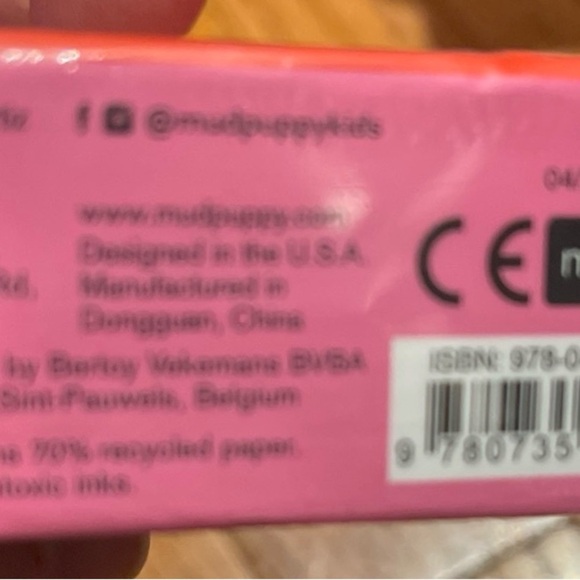 @mudpuppykids
04/
www.mudpuppy.com
Designed in the U.S.A.
Rd. Manufactured in
Dongguan, China
CE
by Bertoy Vekemans BVBA
Sint-Pauwels, Belgium
70% recycled paper.
inks.
ISBN: 978-0
9 780735